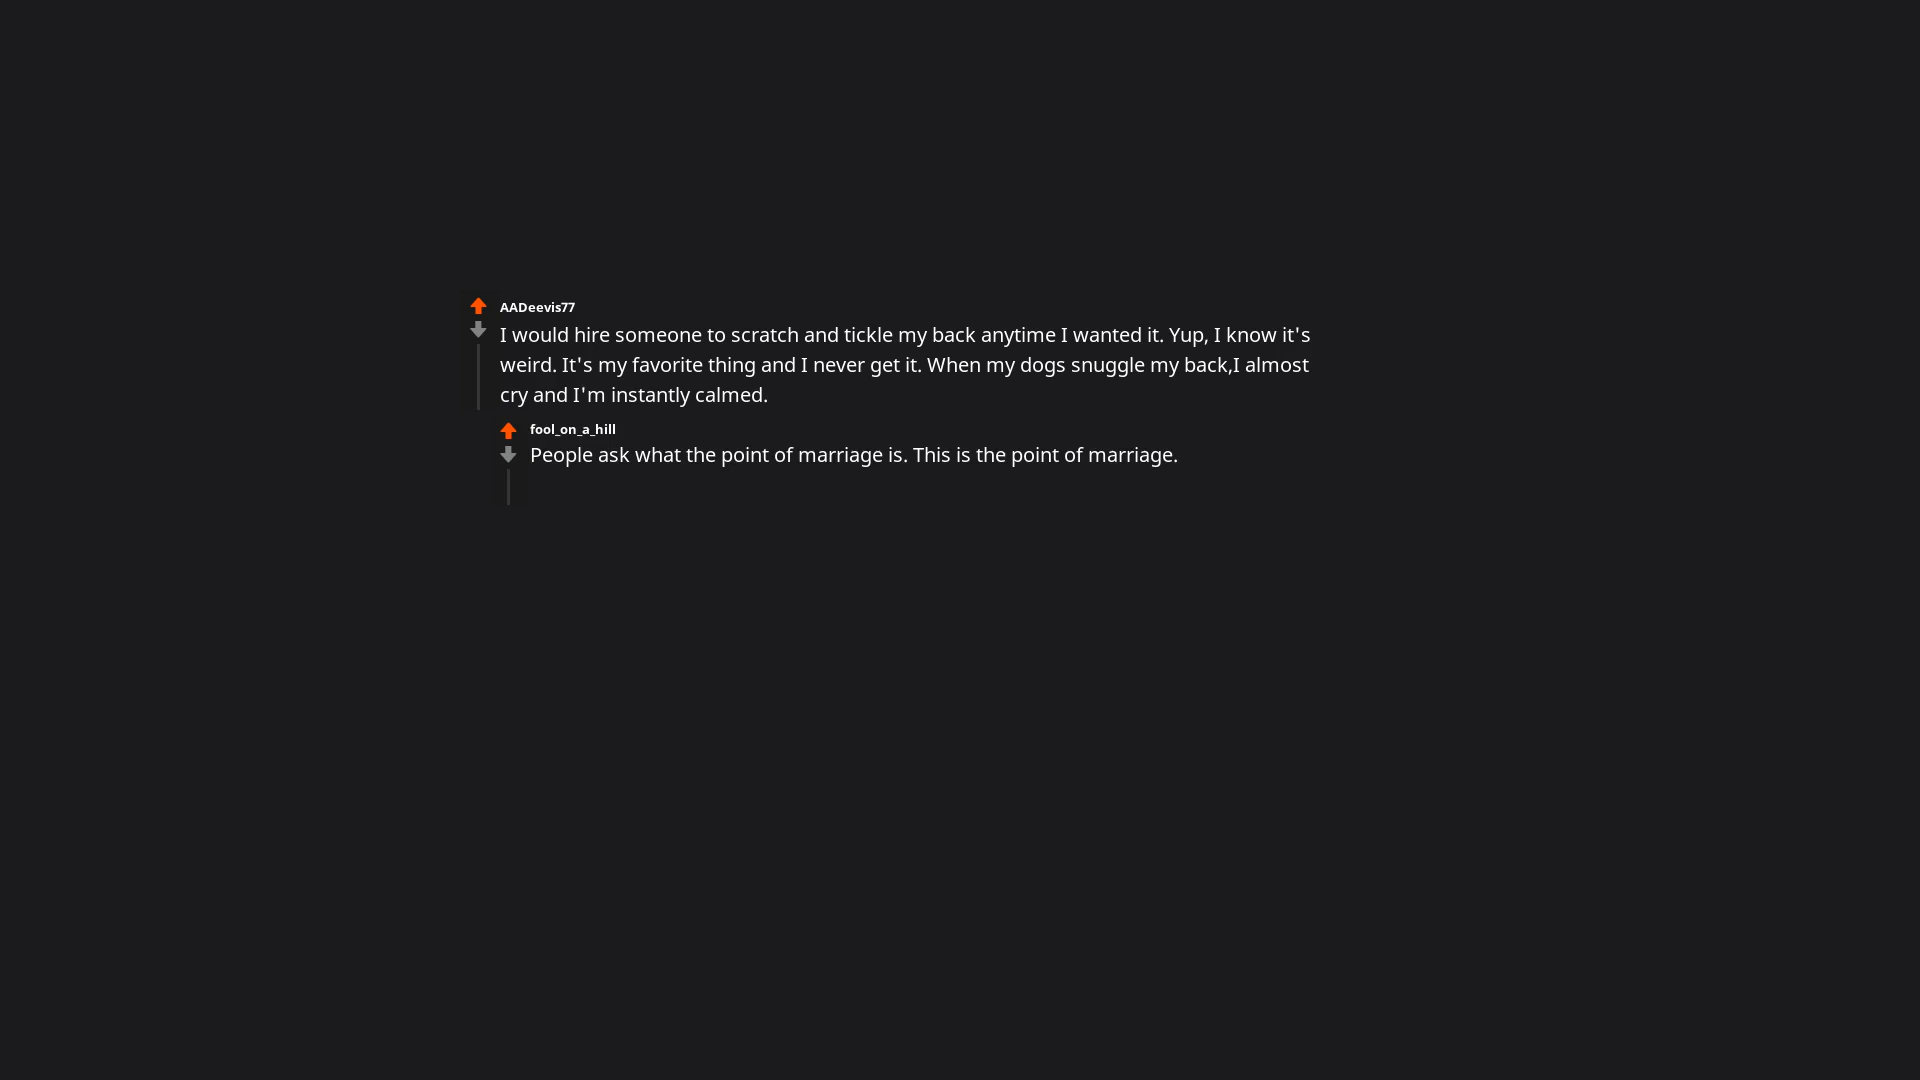 AADeevis77
I would hire someone to scratch and tickle my back anytime I wanted it. Yup, I know it's
weird. It's my favorite thing and I never get it. When my dogs snuggle my back,I almost
cry and I'm instantly calmed.
fool_on_a_hill
People ask what the point of marriage is. This is the point of marriage.